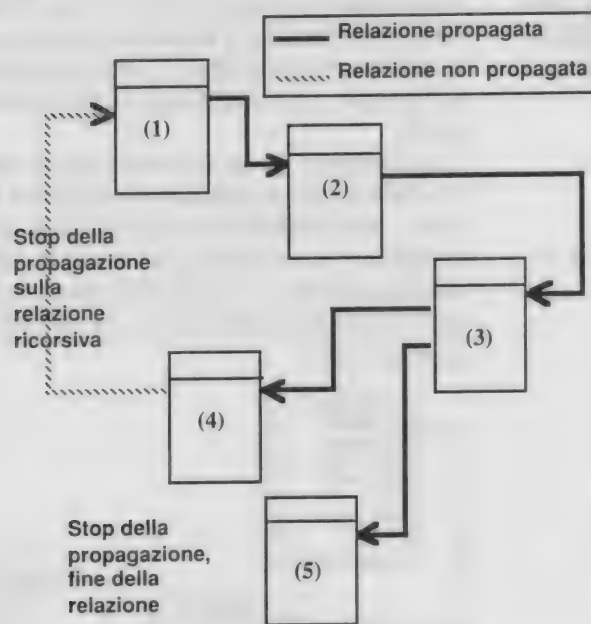 Relazione propagata
Relazione non propagata
(1)
(2)
Stop della
propagazione
sulla
relazione
ricorsiva
(3)
(4)
Stop della
propagazione,
fine della
relazione
(5)